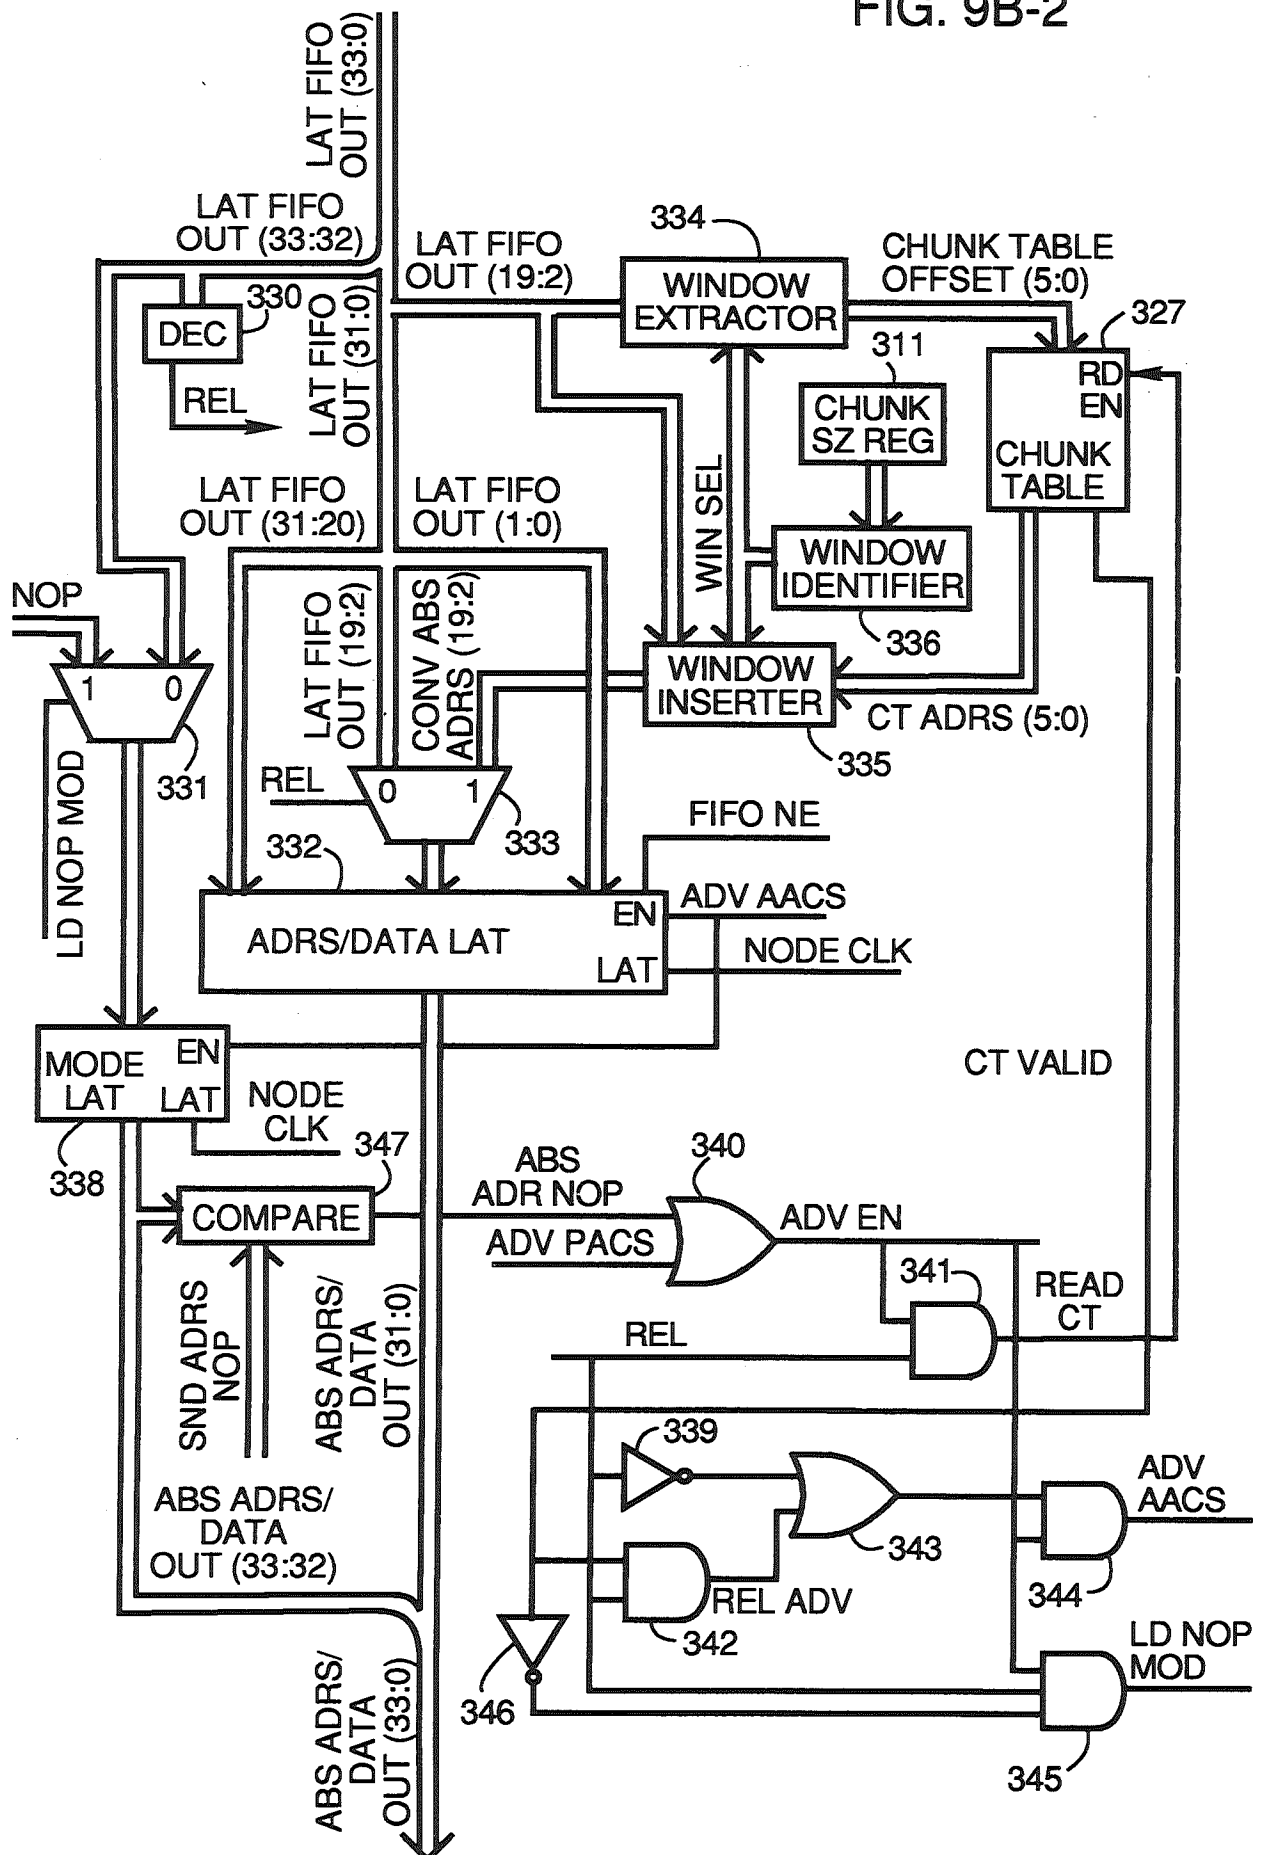 FIG. 9B-2
LAT FIFO
OUT (33:0)
LAT FIFO
OUT (33:32)
LAT FIFO
OUT (19:2)
334
WINDOW
EXTRACTOR
CHUNK TABLE
OFFSET (5:0)
327
330
DEC
REL
LAT FIFO
OUT (31:0)
311
CHUNK
SZ REG
RD
EN
CHUNK
TABLE
LAT FIFO
OUT (31:20)
LAT FIFO
OUT (1:0)
WIN SEL
WINDOW
IDENTIFIER
336
NOP
1
0
331
LD NOP MOD
LAT FIFO
OUT (19:2)
CONV ABS
ADRS (19:2)
WINDOW
INSERTER
335
CT ADRS (5:0)
REL
0
1
333
332
FIFO NE
EN
ADV AACS
ADRS/DATA LAT
LAT
NODE CLK
MODE
LAT
EN
LAT
338
NODE
CLK
CT VALID
347
COMPARE
ABS
ADR NOP
340
ADV PACS
ADV EN
SND ADRS
NOP
ABS ADRS/
DATA
OUT (31:0)
341
READ
CT
REL
339
343
ADV
AACS
344
ABS ADRS/
DATA
OUT (33:32)
REL ADV
342
346
LD NOP
MOD
345
ABS ADRS/
DATA
OUT (33:0)